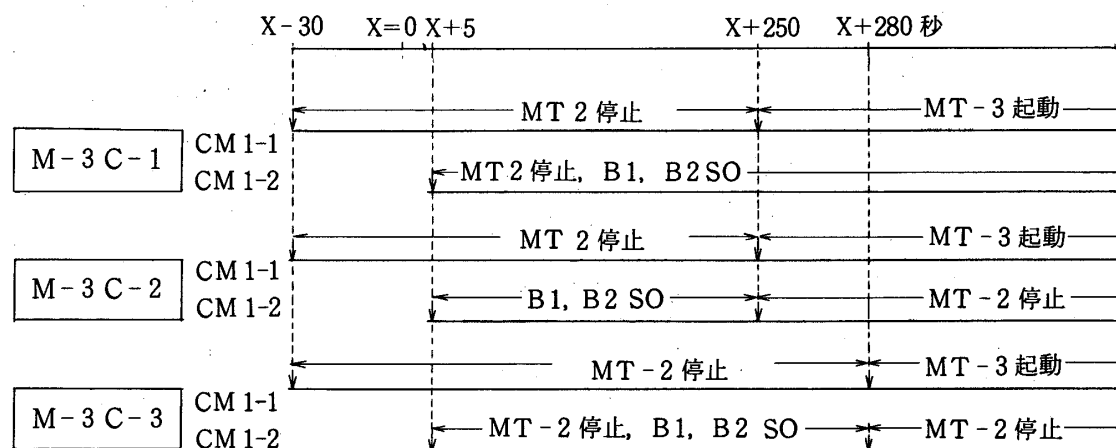 X-30 X=0 X+5 X+250 X+280 秒
MT 2 停止 MT-3 起動
M-3C-1 CM 1-1
CM 1-2 MT 2 停止, B1, B2 SO
MT 2 停止 MT-3 起動
M-3C-2 CM 1-1
CM 1-2 B1, B2 SO MT-2 停止
MT-2 停止 MT-3 起動
M-3C-3 CM 1-1
CM 1-2 MT-2 停止, B1, B2 SO MT-2 停止